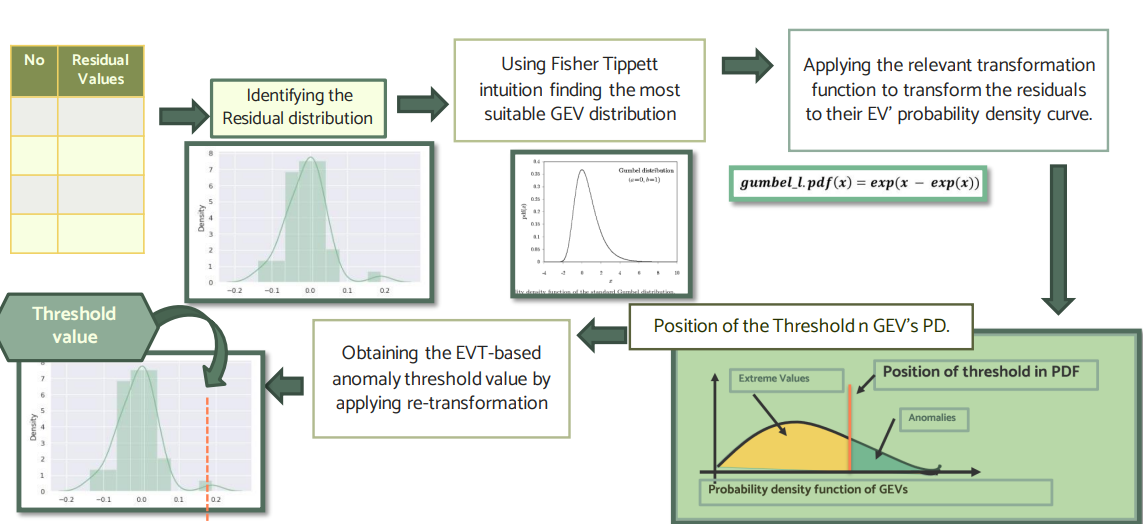 No
Residual
Values
Identifying the
Residual distribution
Using Fisher Tippett
intuition finding the most
suitable GEV distribution
Applying the relevant transformation
function to transform the residuals
to their EV' probability density curve.
8
7
6
5
4
3
2
1
0
Density
−0.2 −0.1 0.0 0.1 0.2
Gumbel distribution
(a=0, b=1)
0.4
0.35
0.3
0.25
0.2
0.15
0.1
0.05
0
pdf(x)
-4 -2 0 2 4 6 8 10
x
ity density function of the standard Gumbel distribution.
gumbel_l.pdf(x) = exp(x − exp(x))
Threshold
value
7
6
5
4
3
2
1
0
Density
−0.2 −0.1 0.0 0.1 0.2
Obtaining the EVT-based
anomaly threshold value by
applying re-transformation
Position of the Threshold n GEV's PD.
Extreme Values
Position of threshold in PDF
Anomalies
Probability density function of GEVs